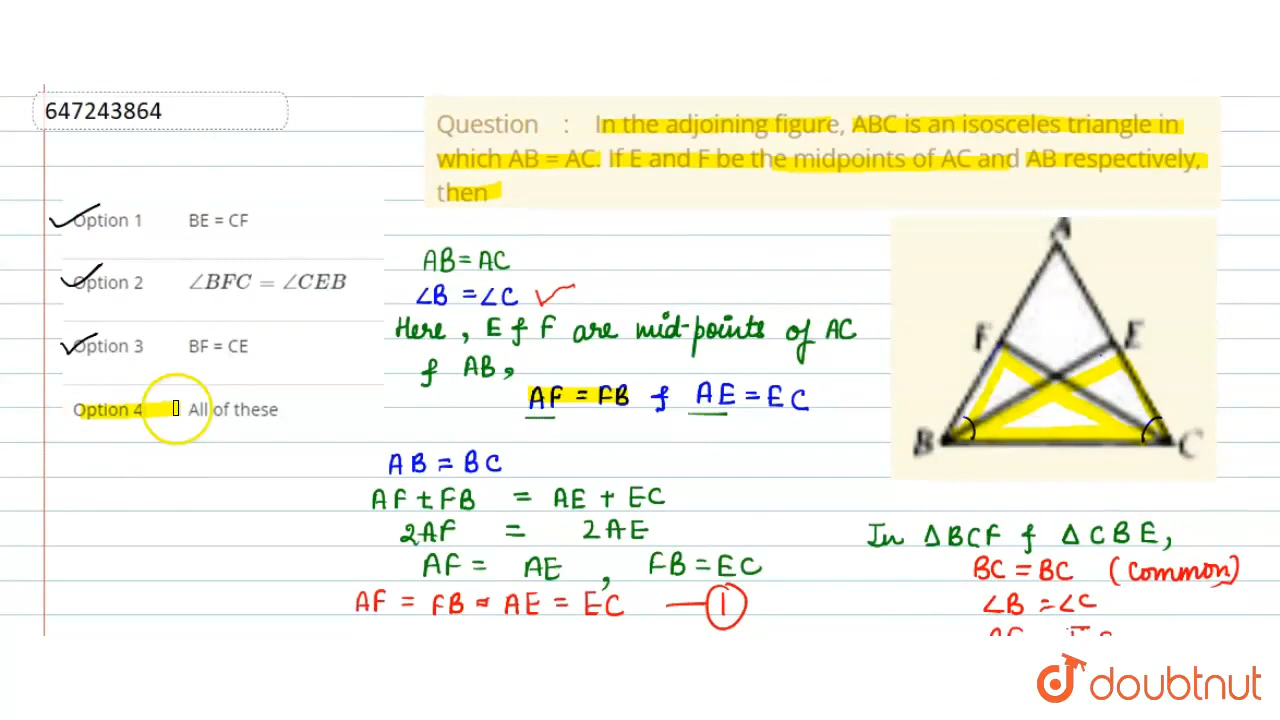 647243864
Question : In the adjoining figure, ABC is an isosceles triangle in
which AB = AC. If E and F be the midpoints of AC and AB respectively,
then
Option 1 BE = CF
Option 2 ∠BFC = ∠CEB
Option 3 BF = CE
Option 4 All of these
AB = AC
∠B = ∠C ✓
Here, E & F are mid-points of AC
& AB,
AF = FB & AE = EC
AB = BC
AF + FB = AE + EC
2AF = 2AE
AF = AE, FB = EC
AF = FB = AE = EC —①
A
F
E
B
C
In △BCF & △CBE,
BC = BC (Common)
∠B = ∠C
doubtnut